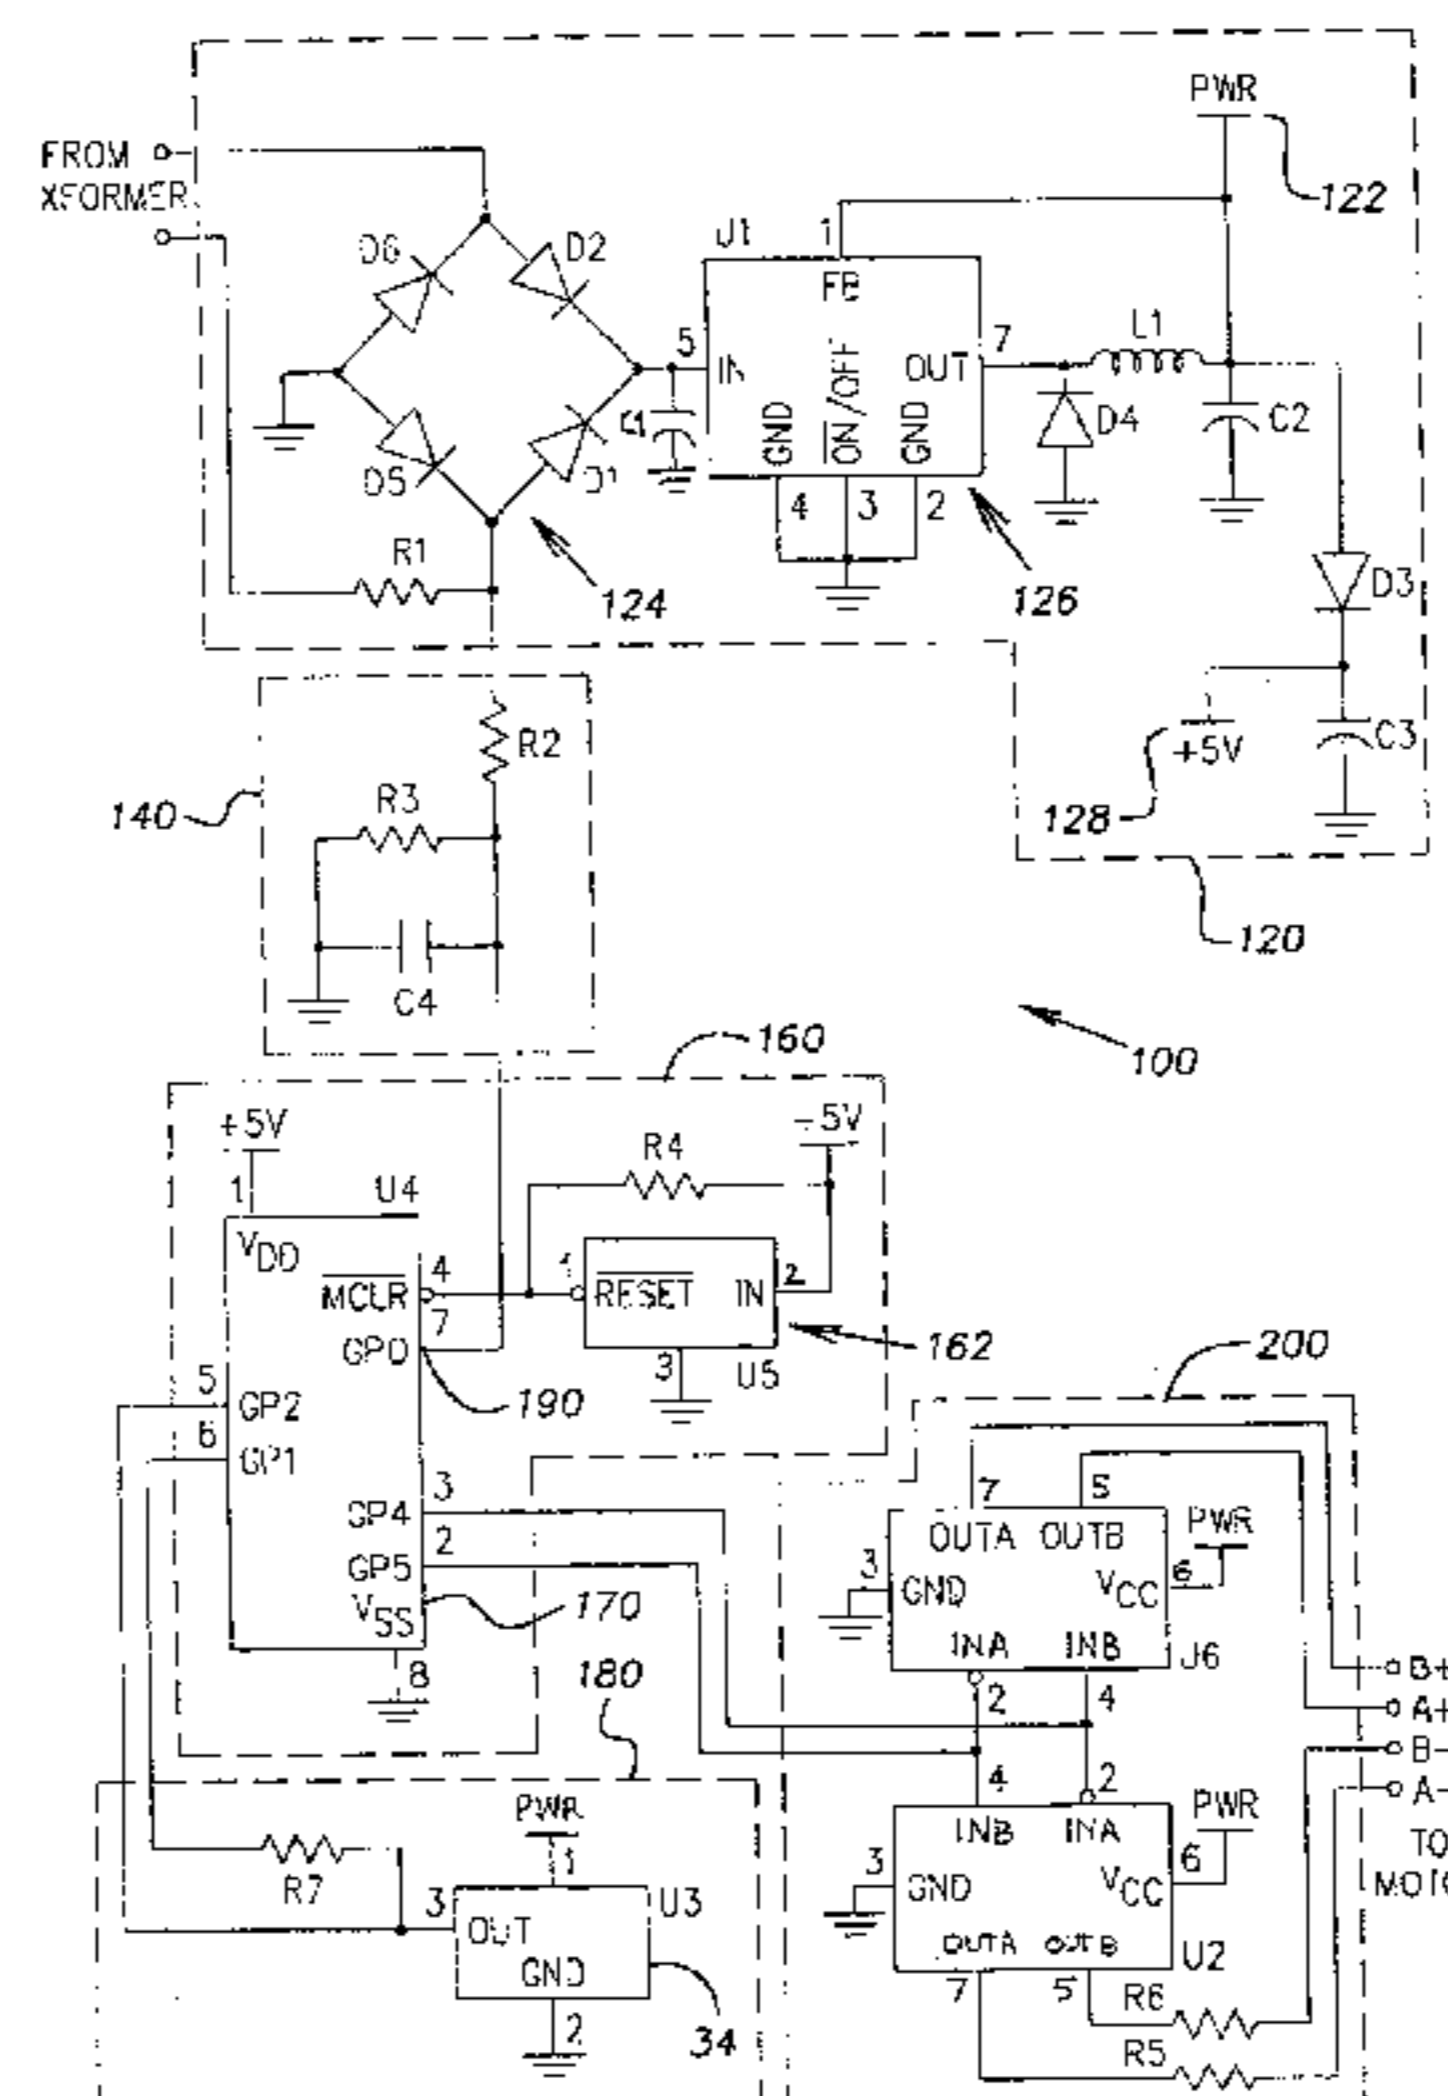 PWR
122
FROM
XFORMER
D6
D2
U1
1
FB
5
IN
OUT
7
L1
GND
ON/OFF
GND
4
3
2
D4
C2
D5
D1
R1
124
126
D3
R2
+5V
C3
128
R3
140
C4
120
100
160
+5V
5V
R4
1
U4
VDD
4
MCLR
7
GP0
1
RESET
IN
2
162
3
U5
190
200
5
GP2
6
GP1
3
GP4
2
GP5
VSS
170
8
180
7
5
OUTA
OUTB
PWR
3
GND
VCC
6
INA
INB
U6
2
4
B+
A+
B-
A-
TO
4
2
PWR
INB
INA
3
GND
VCC
6
OUTA
OUTB
U2
7
5
R6
R5
PWR
1
R7
3
OUT
U3
GND
2
34